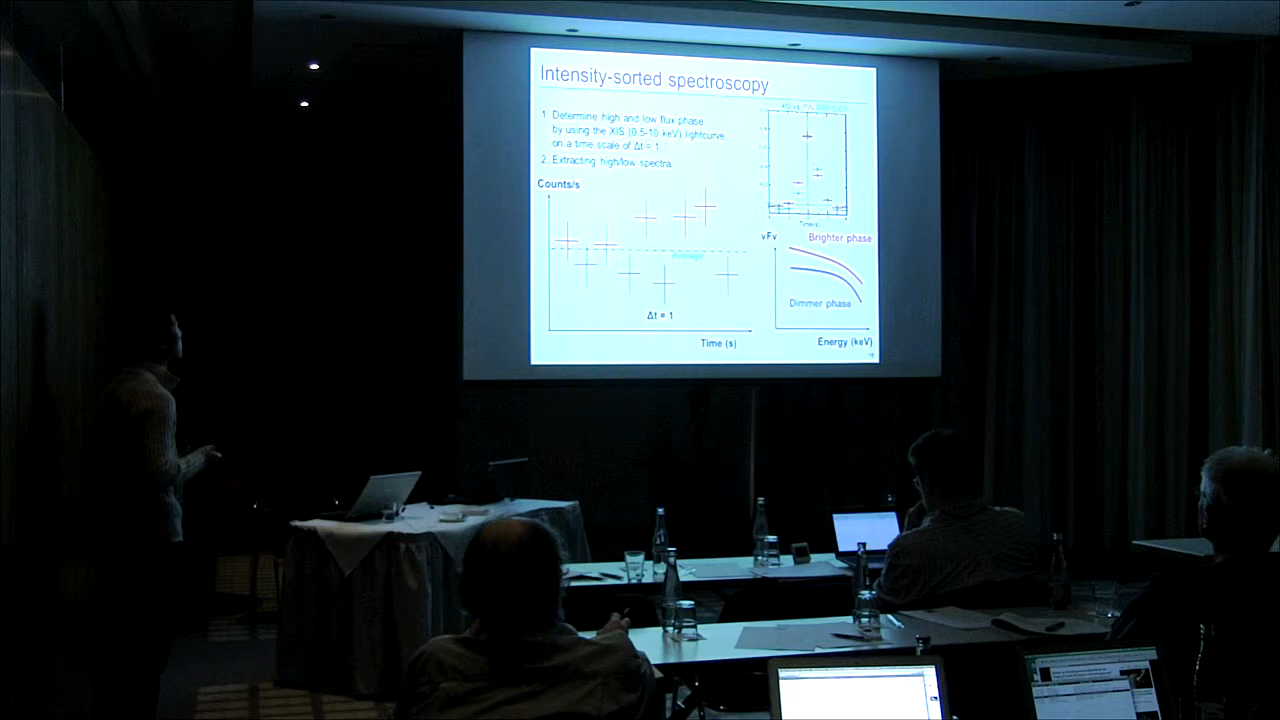 Intensity-sorted spectroscopy
1. Determine high and low flux phase
by using the XIS (0.5-10 keV) lightcurve,
on a time scale of Δt = 1.
2. Extracting high/low spectra
Counts/s
Average
Δt = 1
Time (s)
Time(s)
νFν
Brighter phase
Dimmer phase
Energy (keV)